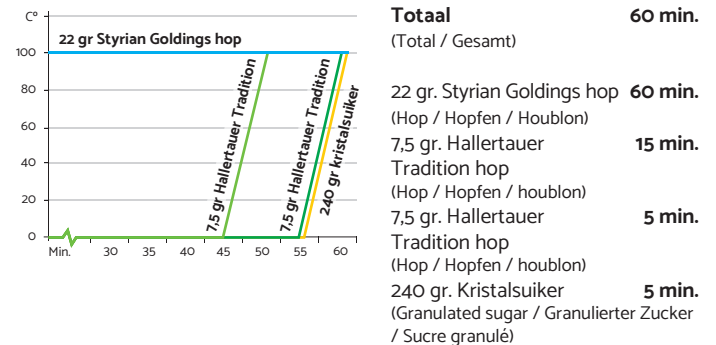 C°
22 gr Styrian Goldings hop
100
80
60
40
20
0
7,5 gr Hallertauer Tradition
7,5 gr Hallertauer Tradition
240 gr kristalsuiker
Min. 30 35 40 45 50 55 60
Totaal 60 min.
(Total / Gesamt)
22 gr. Styrian Goldings hop 60 min.
(Hop / Hopfen / Houblon)
7,5 gr. Hallertauer 15 min.
Tradition hop
(Hop / Hopfen / houblon)
7,5 gr. Hallertauer 5 min.
Tradition hop
(Hop / Hopfen / houblon)
240 gr. Kristalsuiker 5 min.
(Granulated sugar / Granulierter Zucker
/ Sucre granulé)